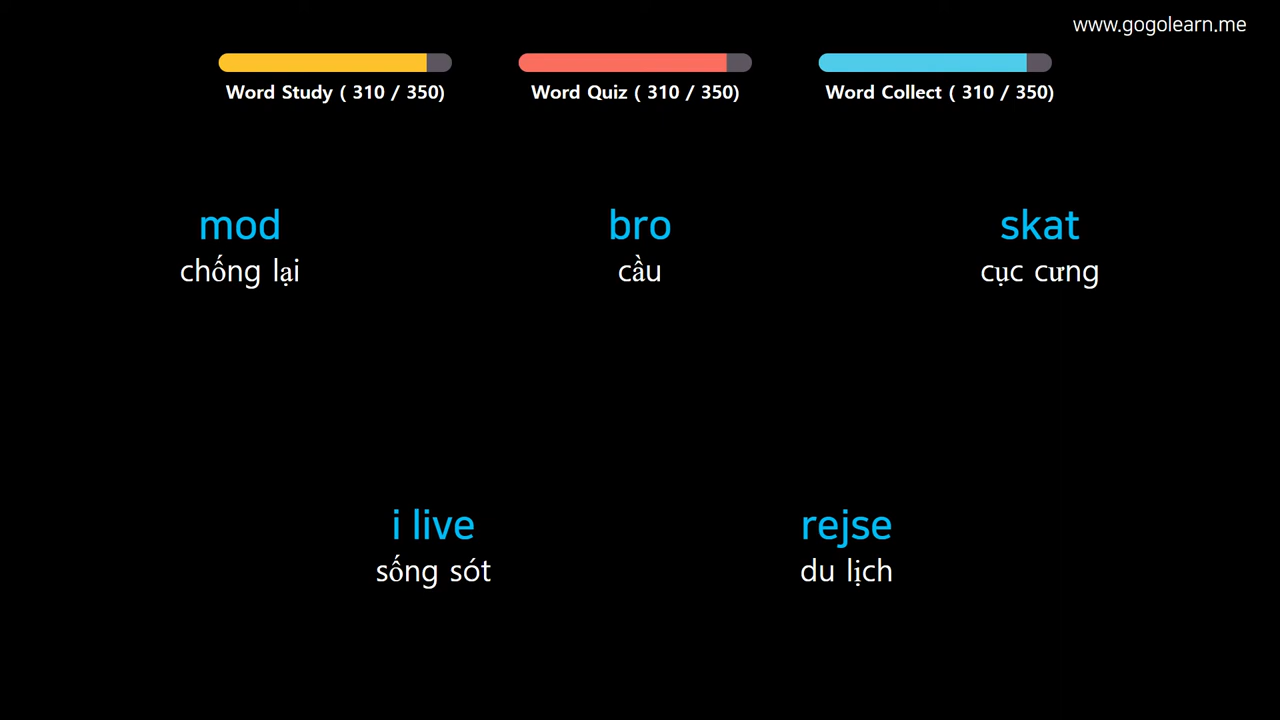 www.gogolearn.me
Word Study ( 310 / 350)
Word Quiz ( 310 / 350)
Word Collect ( 310 / 350)
mod
chống lại
bro
cầu
skat
cục cưng
i live
sống sót
rejse
du lịch